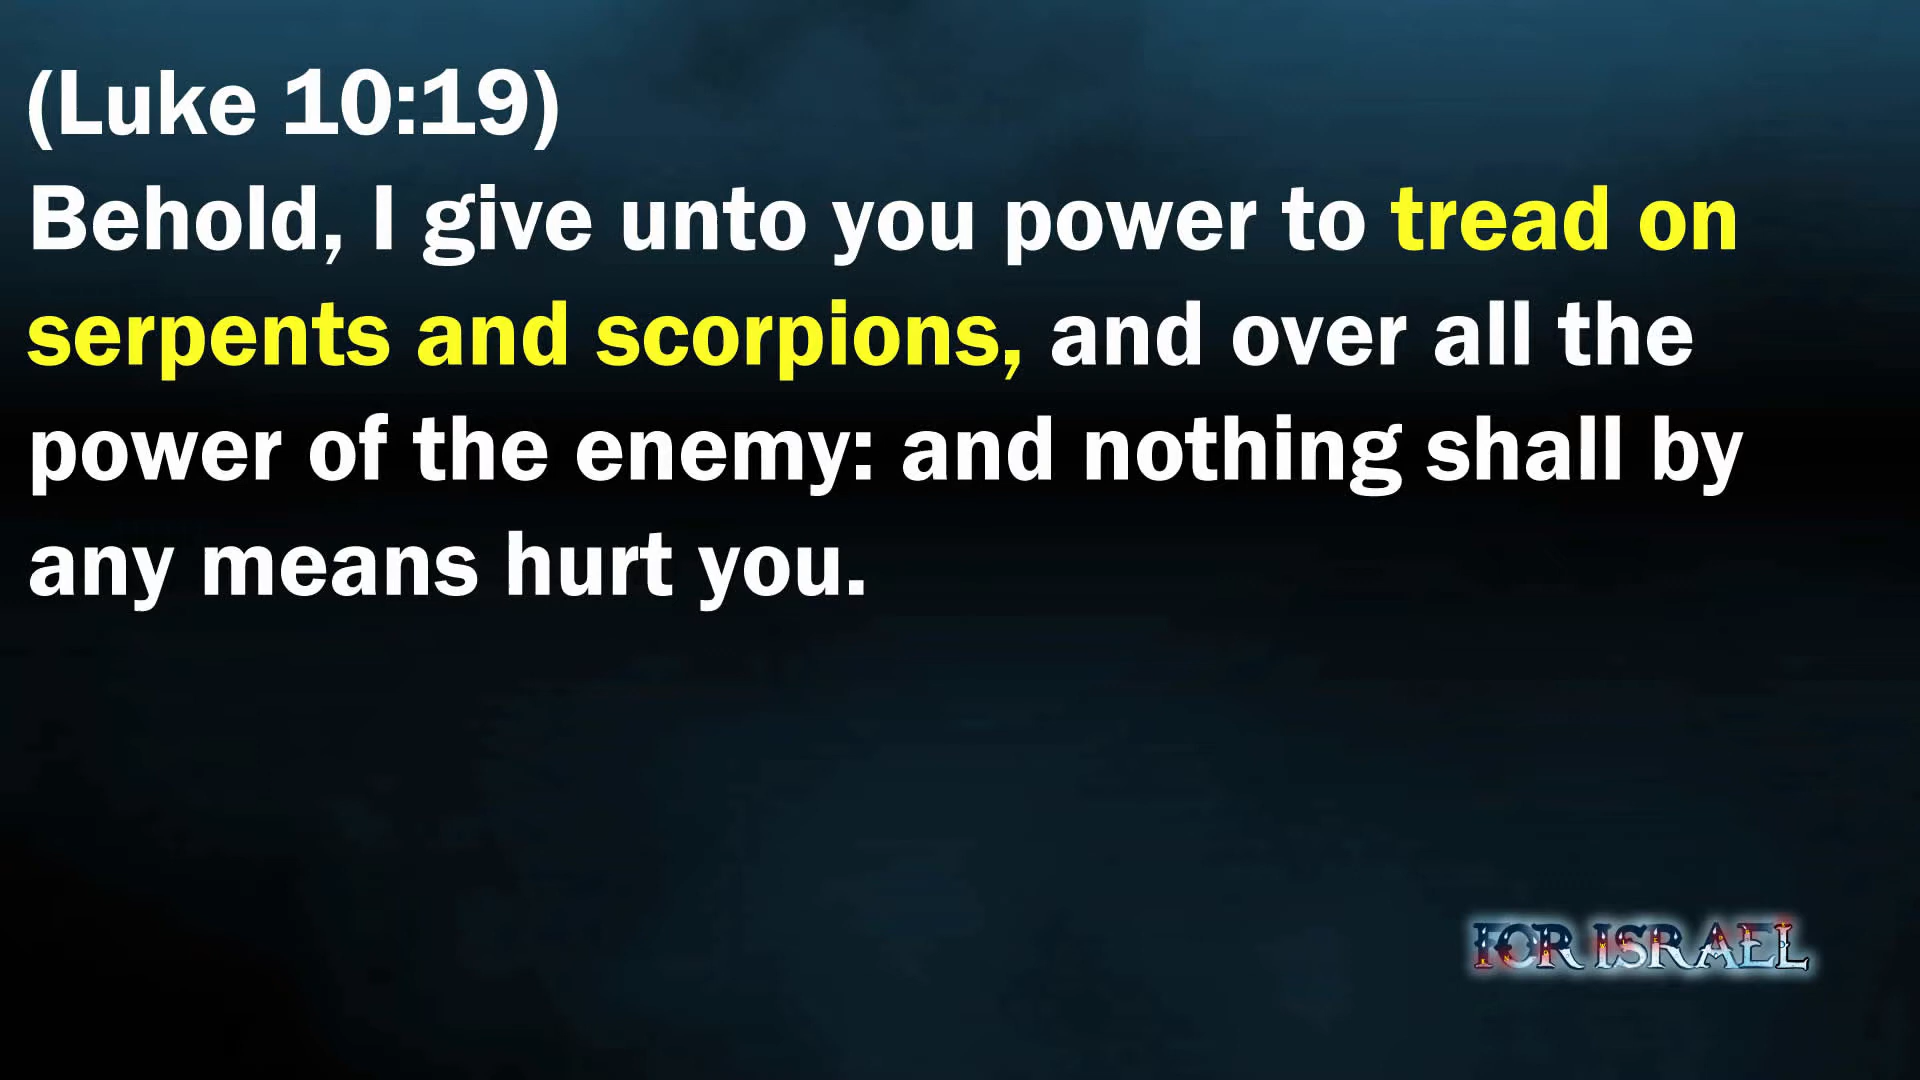 (Luke 10:19)
Behold, I give unto you power to tread on
serpents and scorpions, and over all the
power of the enemy: and nothing shall by
any means hurt you.
FOR ISRAEL